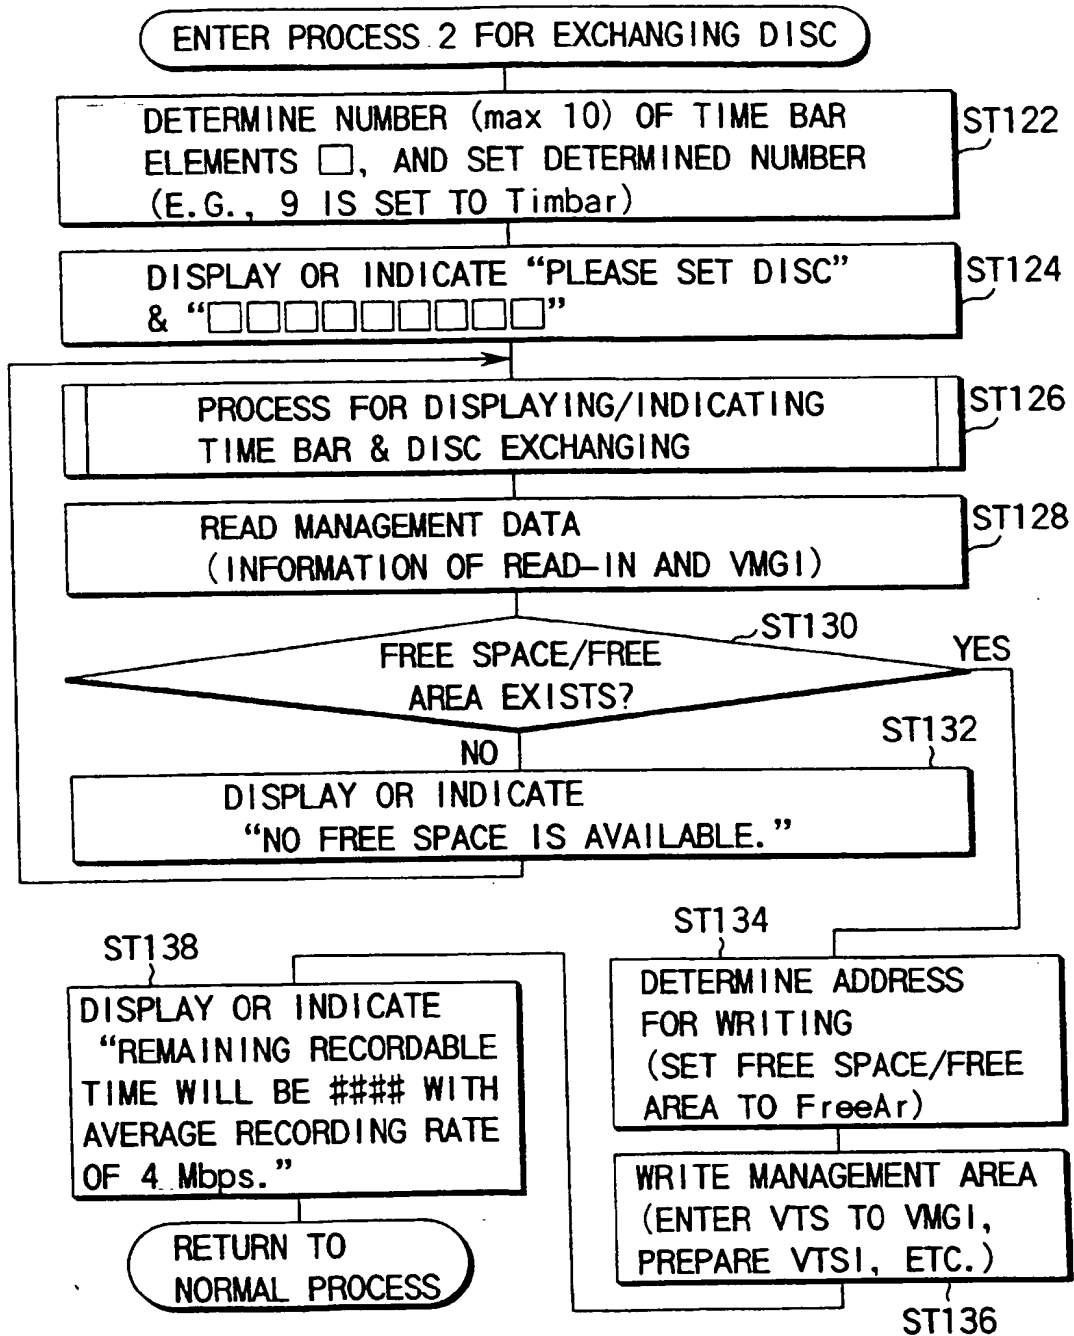 ENTER PROCESS 2 FOR EXCHANGING DISC
DETERMINE NUMBER (max 10) OF TIME BAR
ELEMENTS □, AND SET DETERMINED NUMBER
(E.G., 9 IS SET TO Timbar)
ST122
DISPLAY OR INDICATE “PLEASE SET DISC”
& “□□□□□□□□□”
ST124
PROCESS FOR DISPLAYING/INDICATING
TIME BAR & DISC EXCHANGING
ST126
READ MANAGEMENT DATA
(INFORMATION OF READ-IN AND VMGI)
ST128
ST130
FREE SPACE/FREE
AREA EXISTS?
YES
NO
ST132
DISPLAY OR INDICATE
“NO FREE SPACE IS AVAILABLE.”
ST134
DETERMINE ADDRESS
FOR WRITING
(SET FREE SPACE/FREE
AREA TO FreeAr)
WRITE MANAGEMENT AREA
(ENTER VTS TO VMGI,
PREPARE VTSI, ETC.)
ST136
ST138
DISPLAY OR INDICATE
“REMAINING RECORDABLE
TIME WILL BE #### WITH
AVERAGE RECORDING RATE
OF 4 Mbps.”
RETURN TO
NORMAL PROCESS